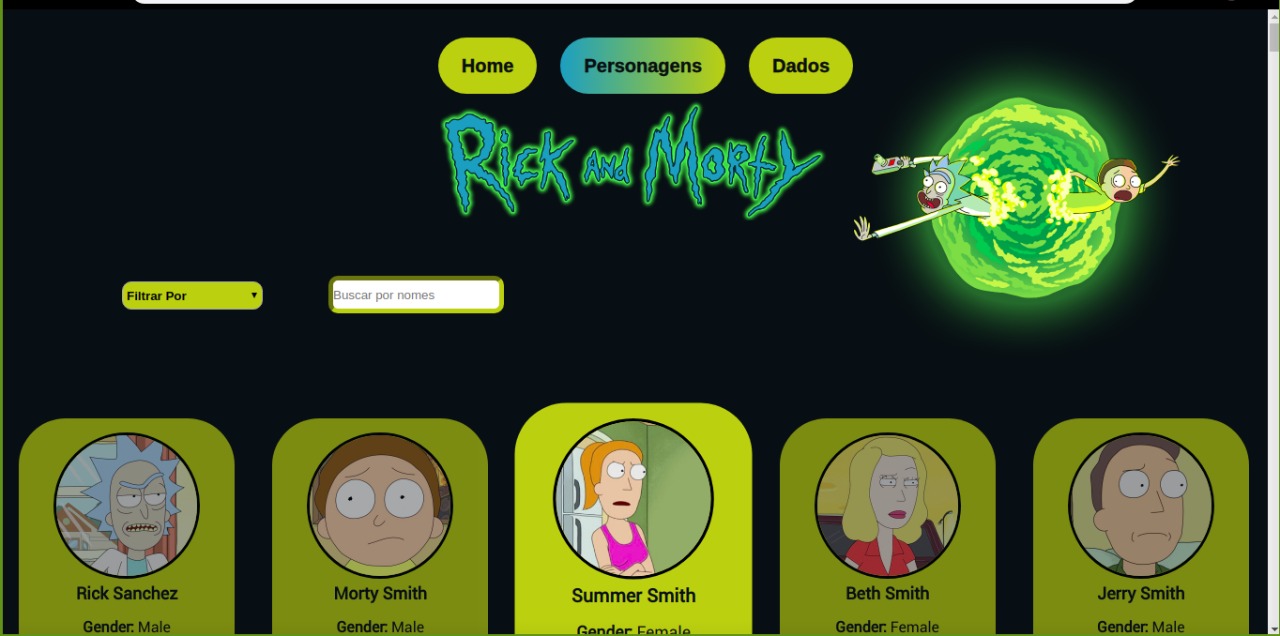 Home Personagens Dados
Rick and Morty
Filtrar Por Buscar por nomes
Rick Sanchez Morty Smith Summer Smith Beth Smith Jerry Smith
Gender: Male Gender: Male Gender: Female Gender: Female Gender: Male